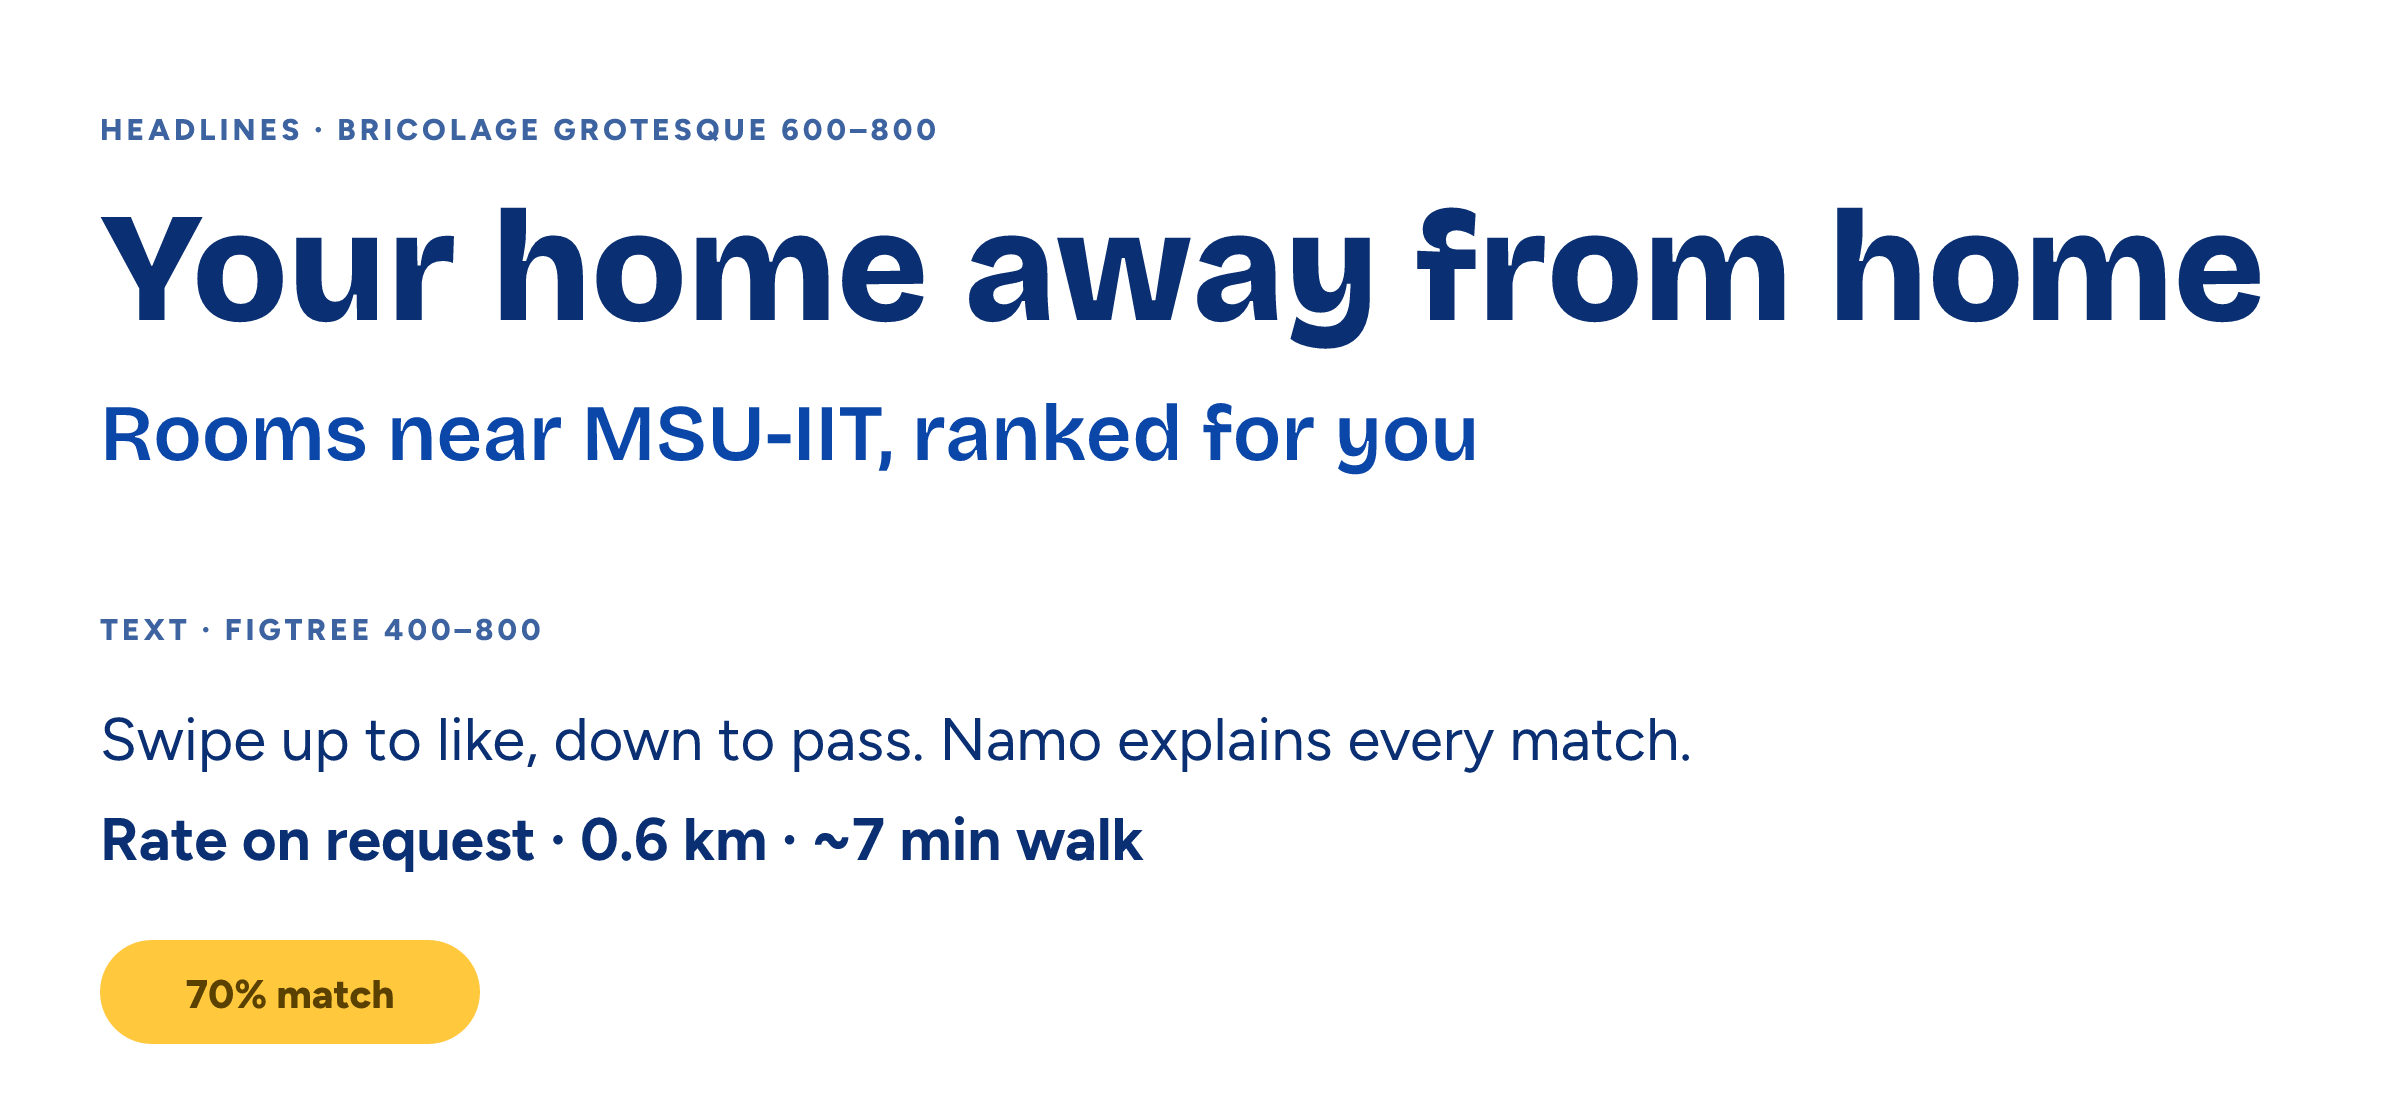 HEADLINES · BRICOLAGE GROTESQUE 600–800
Your home away from home
Rooms near MSU-IIT, ranked for you
TEXT · FIGTREE 400–800
Swipe up to like, down to pass. Namo explains every match.
Rate on request · 0.6 km · ~7 min walk
70% match